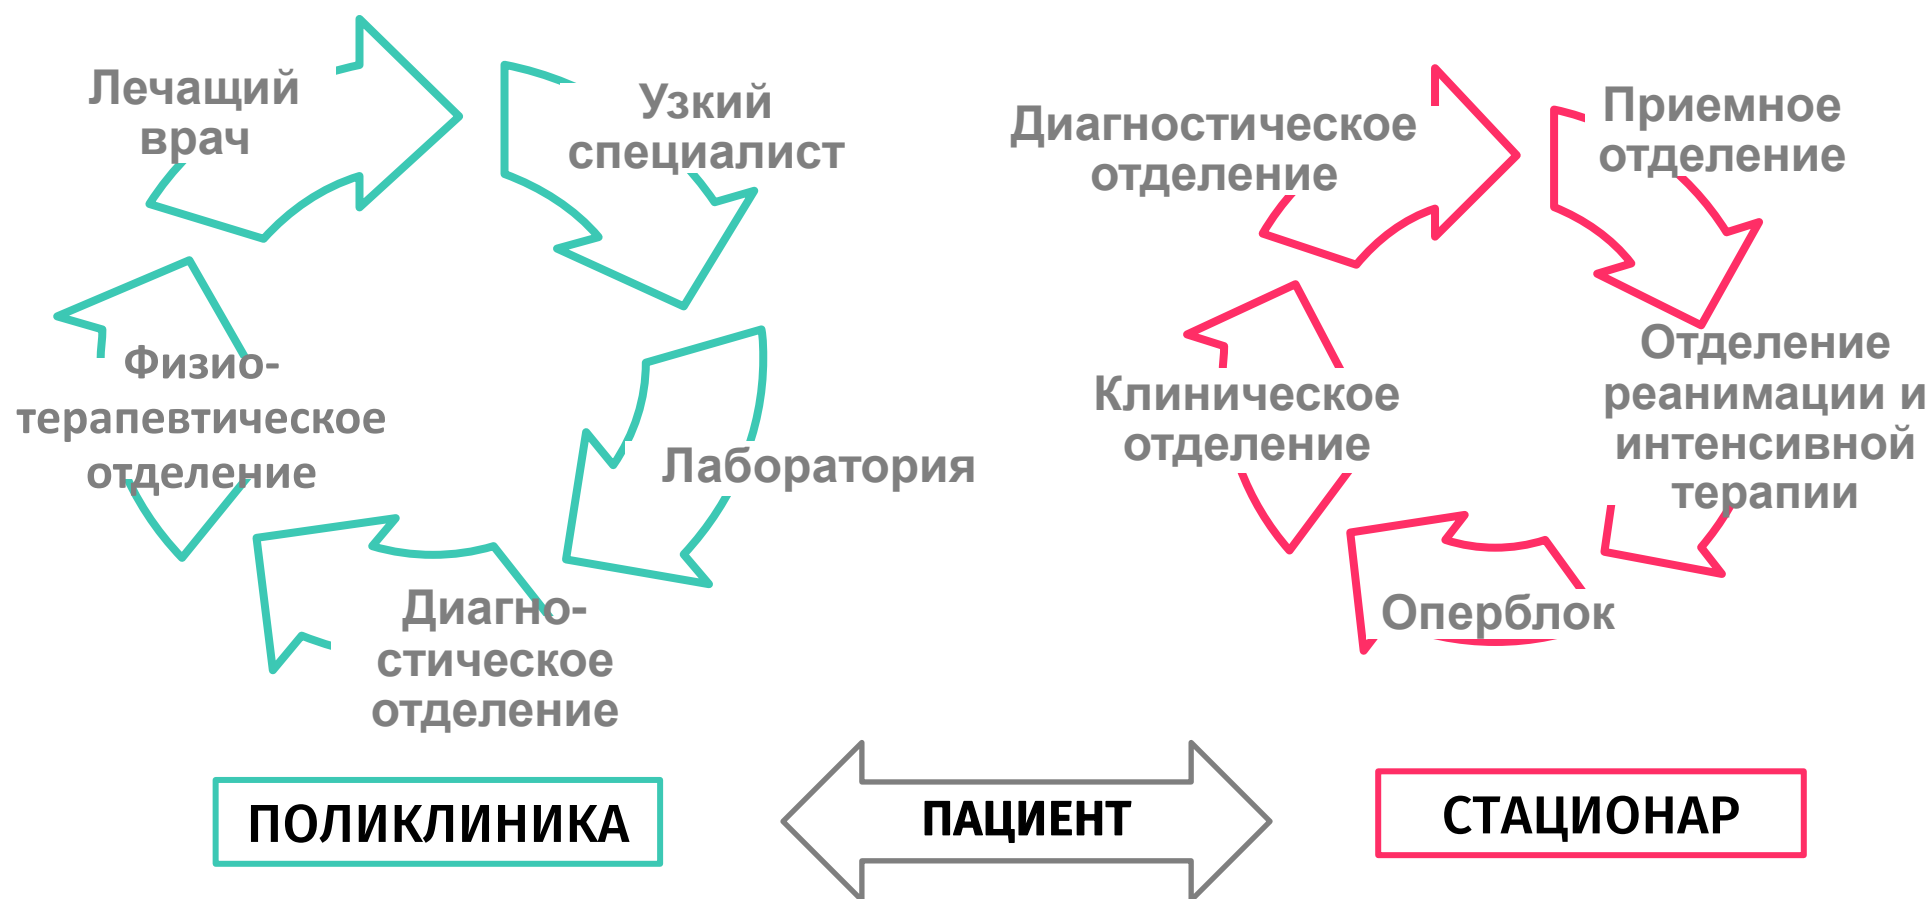 Лечащий
врач
Узкий
специалист
Лаборатория
Диагно-
стическое
отделение
Физио-
терапевтическое
отделение
ПОЛИКЛИНИКА
ПАЦИЕНТ
Диагностическое
отделение
Приемное
отделение
Отделение
реанимации и
интенсивной
терапии
Оперблок
Клиническое
отделение
СТАЦИОНАР